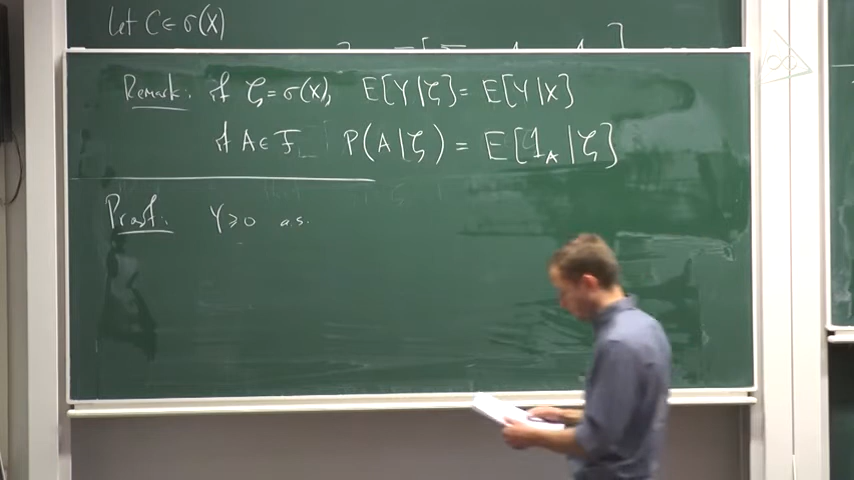 let C ∈ σ(X)
Remark: if ζ = σ(X), E[Y|ζ] = E[Y|X]
if A ∈ F P(A|ζ) = E[1_A|ζ]
Proof: Y ≥ 0 a.s.